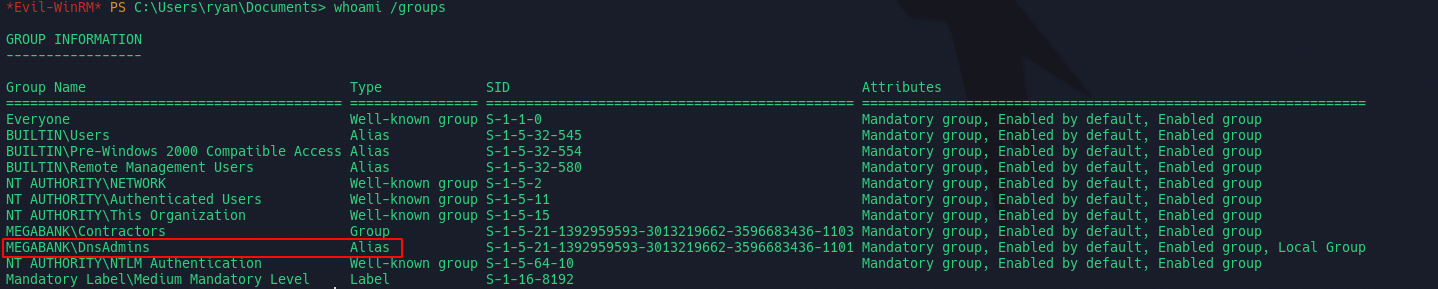 *Evil-WinRM* PS C:\Users\ryan\Documents> whoami /groups
GROUP INFORMATION
-----------------
Group Name                                 Type             SID                                            Attributes
========================================== ================ ============================================== ===============================================================
Everyone                                   Well-known group S-1-1-0                                        Mandatory group, Enabled by default, Enabled group
BUILTIN\Users                              Alias            S-1-5-32-545                                   Mandatory group, Enabled by default, Enabled group
BUILTIN\Pre-Windows 2000 Compatible Access Alias            S-1-5-32-554                                   Mandatory group, Enabled by default, Enabled group
BUILTIN\Remote Management Users            Alias            S-1-5-32-580                                   Mandatory group, Enabled by default, Enabled group
NT AUTHORITY\NETWORK                       Well-known group S-1-5-2                                        Mandatory group, Enabled by default, Enabled group
NT AUTHORITY\Authenticated Users           Well-known group S-1-5-11                                       Mandatory group, Enabled by default, Enabled group
NT AUTHORITY\This Organization             Well-known group S-1-5-15                                       Mandatory group, Enabled by default, Enabled group
MEGABANK\Contractors                       Group            S-1-5-21-1392959593-3013219662-3596683436-1103 Mandatory group, Enabled by default, Enabled group
MEGABANK\DnsAdmins                         Alias            S-1-5-21-1392959593-3013219662-3596683436-1101 Mandatory group, Enabled by default, Enabled group, Local Group
NT AUTHORITY\NTLM Authentication           Well-known group S-1-5-64-10                                    Mandatory group, Enabled by default, Enabled group
Mandatory Label\Medium Mandatory Level     Label            S-1-16-8192